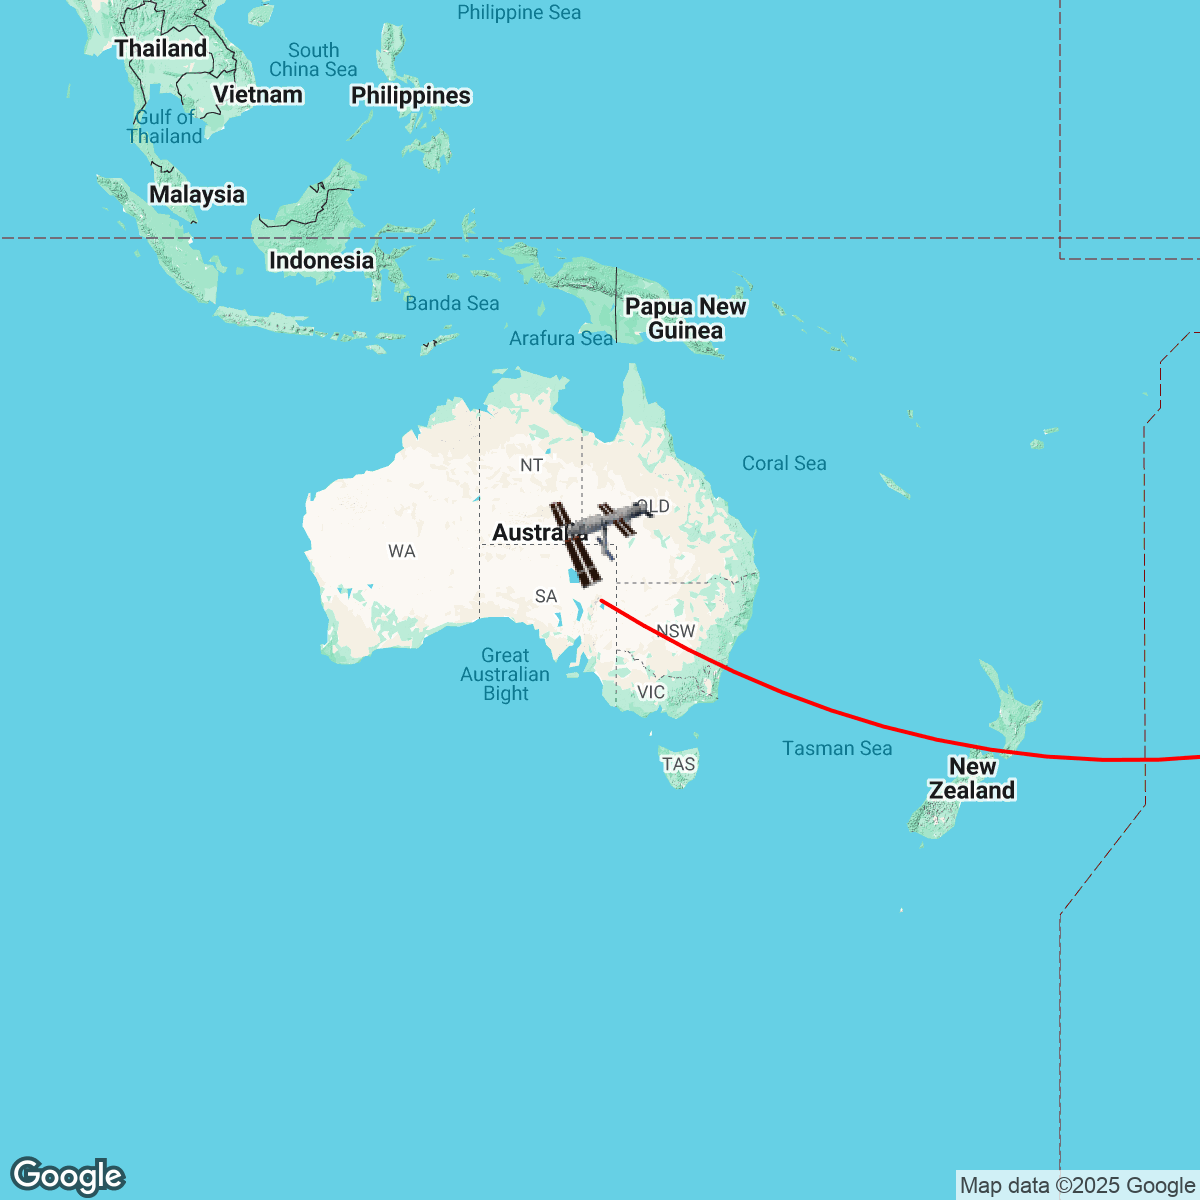 Philippine Sea
Thailand
South
China Sea
Vietnam
Philippines
Gulf of
Thailand
Malaysia
Indonesia
Banda Sea
Papua New
Guinea
Arafura Sea
NT
Coral Sea
QLD
Australia
WA
SA
NSW
Great
Australian
Bight
VIC
Tasman Sea
TAS
New
Zealand
Google
Map data ©2025 Google